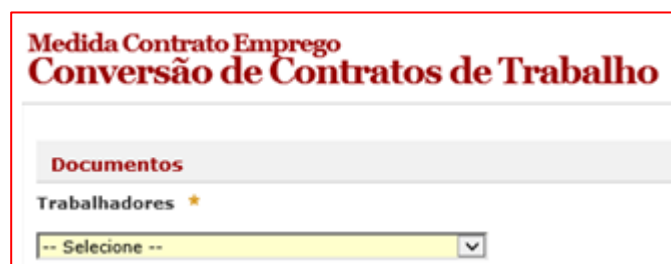 Medida Contrato Emprego
Conversão de Contratos de Trabalho
Documentos
Trabalhadores *
-- Selecione --